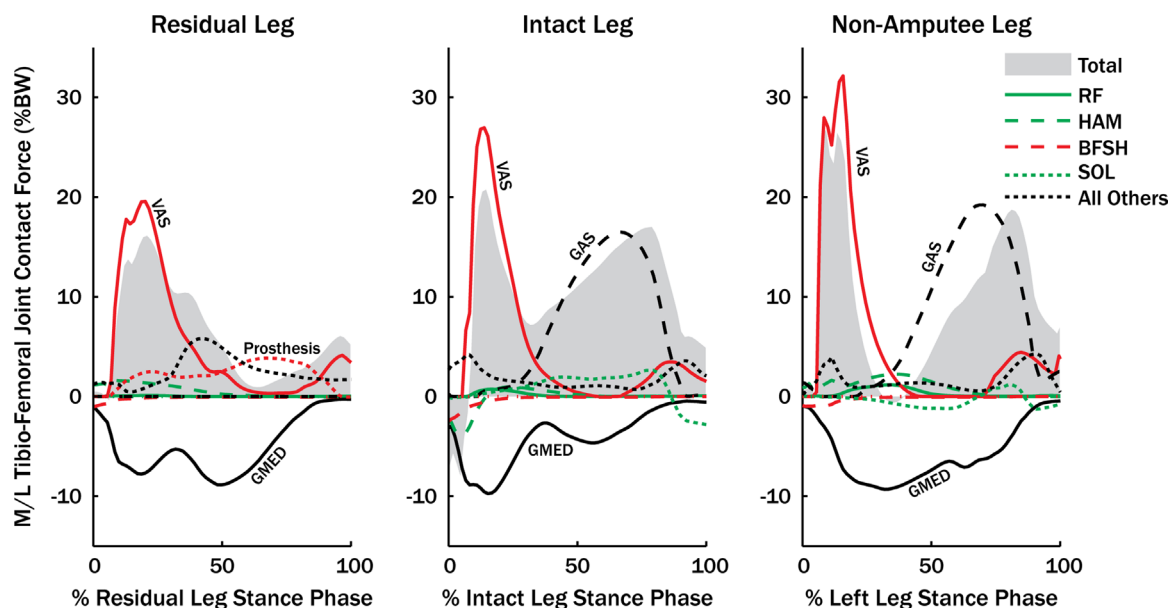 Residual Leg
Intact Leg
Non-Amputee Leg
M/L Tibio-Femoral Joint Contact Force (%BW)
30
20
10
0
-10
VAS
Prosthesis
GMED
0
50
100
% Residual Leg Stance Phase
30
20
10
0
-10
VAS
GAS
GMED
0
50
100
% Intact Leg Stance Phase
30
20
10
0
-10
VAS
GAS
GMED
0
50
100
% Left Leg Stance Phase
Total
RF
HAM
BFSH
SOL
All Others